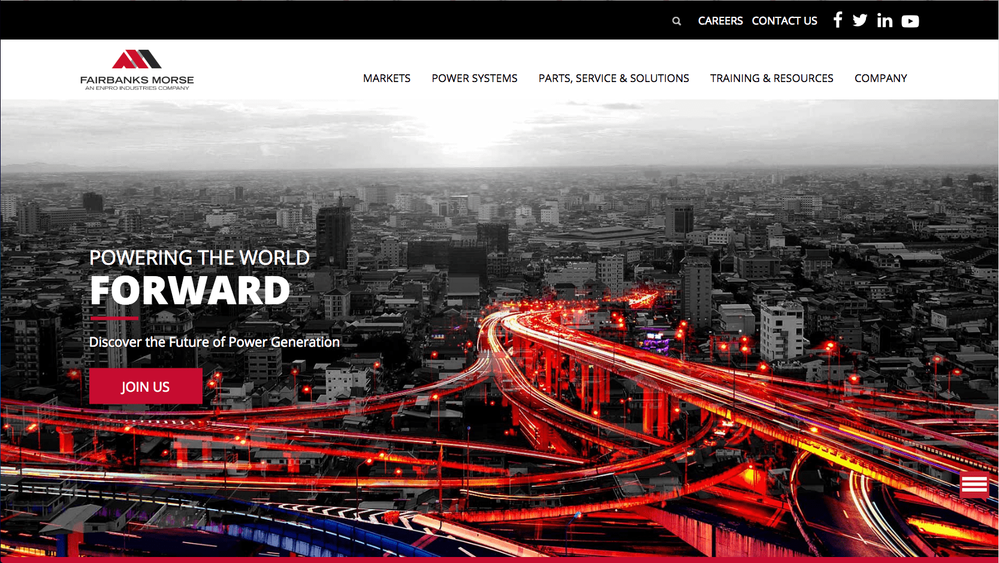 CAREERS CONTACT US
FAIRBANKS MORSE
AN ENPRO INDUSTRIES COMPANY
MARKETS POWER SYSTEMS PARTS, SERVICE & SOLUTIONS TRAINING & RESOURCES COMPANY
POWERING THE WORLD
FORWARD
Discover the Future of Power Generation
JOIN US